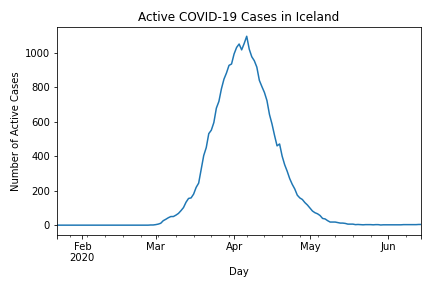 Active COVID-19 Cases in Iceland
Number of Active Cases
1000
800
600
400
200
0
Feb
2020
Mar
Apr
May
Jun
Day